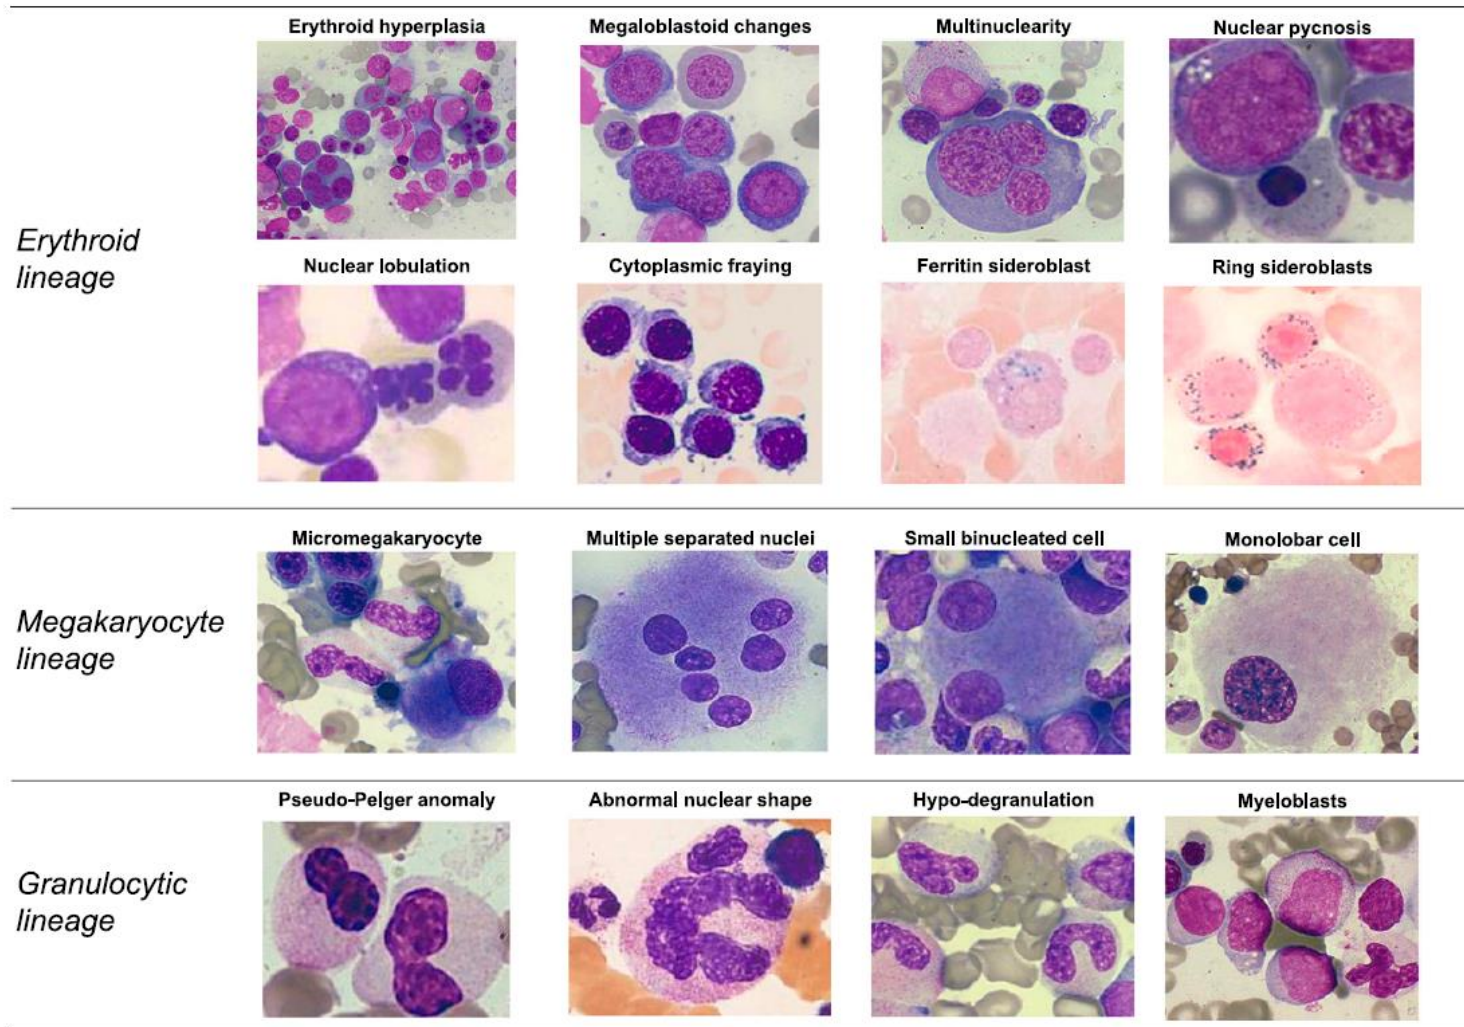 Erythroid hyperplasia
Megaloblastoid changes
Multinuclearity
Nuclear pycnosis
Erythroid
lineage
Nuclear lobulation
Cytoplasmic fraying
Ferritin sideroblast
Ring sideroblasts
Micromegakaryocyte
Multiple separated nuclei
Small binucleated cell
Monolobar cell
Megakaryocyte
lineage
Pseudo-Pelger anomaly
Abnormal nuclear shape
Hypo-degranulation
Myeloblasts
Granulocytic
lineage